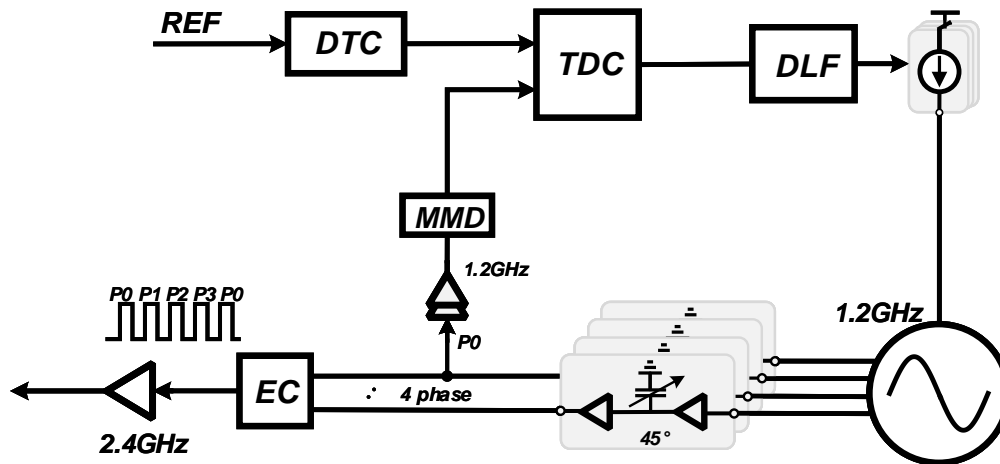 REF
DTC
TDC
DLF
MMD
1.2GHz
P0
P0 P1 P2 P3 P0
1.2GHz
EC
4 phase
45°
2.4GHz